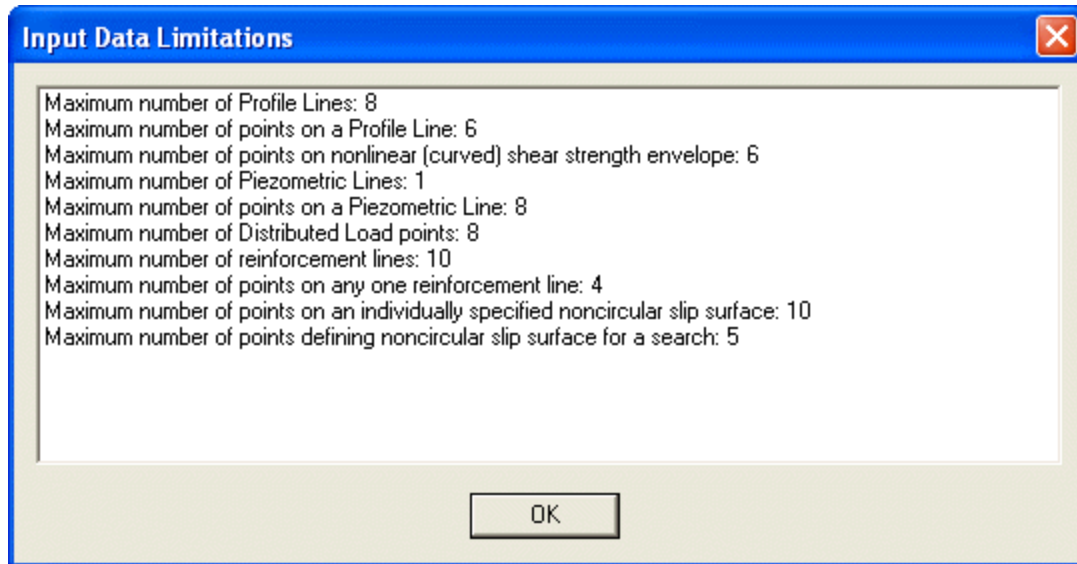 Input Data Limitations
Maximum number of Profile Lines: 8
Maximum number of points on a Profile Line: 6
Maximum number of points on nonlinear (curved) shear strength envelope: 6
Maximum number of Piezometric Lines: 1
Maximum number of points on a Piezometric Line: 8
Maximum number of Distributed Load points: 8
Maximum number of reinforcement lines: 10
Maximum number of points on any one reinforcement line: 4
Maximum number of points on an individually specified noncircular slip surface: 10
Maximum number of points defining noncircular slip surface for a search: 5
OK